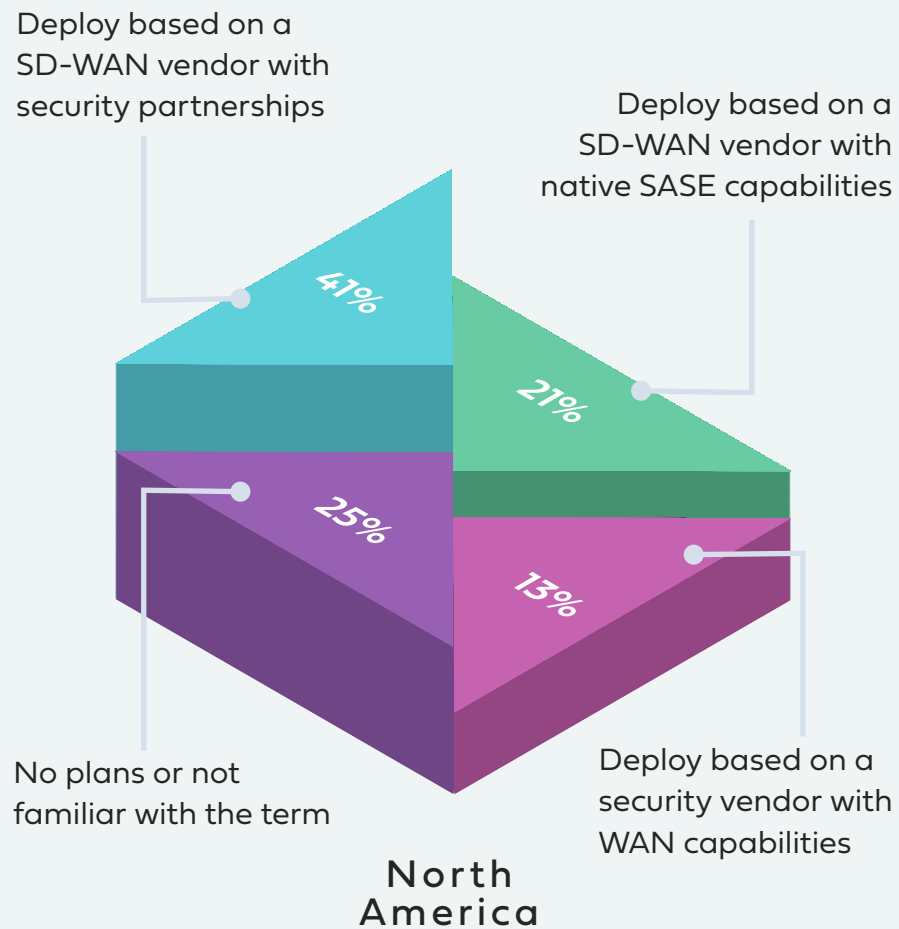 Deploy based on a
SD-WAN vendor with
security partnerships
Deploy based on a
SD-WAN vendor with
native SASE capabilities
41%
21%
25%
13%
No plans or not
familiar with the term
Deploy based on a
security vendor with
WAN capabilities
North
America